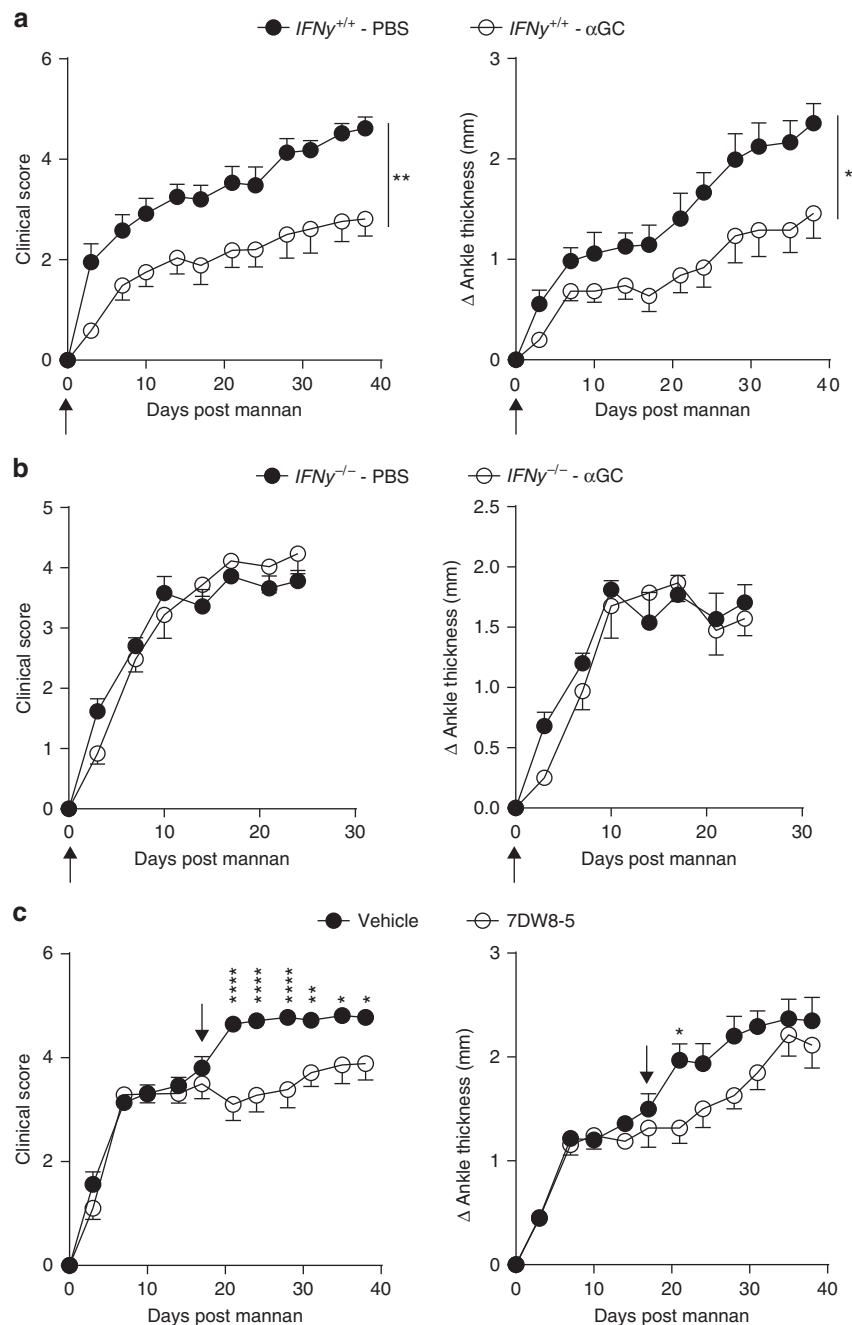 a
IFNy+/+ - PBS
IFNy+/+ - αGC
6
4
2
0
Clinical score
**
0 10 20 30 40
Days post mannan
3
2
1
0
Δ Ankle thickness (mm)
*
0 10 20 30 40
Days post mannan
b
IFNy–/– - PBS
IFNy–/– - αGC
5
4
3
2
1
0
Clinical score
0 10 20 30
Days post mannan
2.5
2.0
1.5
1.0
0.5
0.0
Δ Ankle thickness (mm)
0 10 20 30
Days post mannan
c
Vehicle
7DW8-5
6
4
2
0
Clinical score
**** **** **** ** * *
0 10 20 30 40
Days post mannan
3
2
1
0
Δ Ankle thickness (mm)
*
0 10 20 30 40
Days post mannan